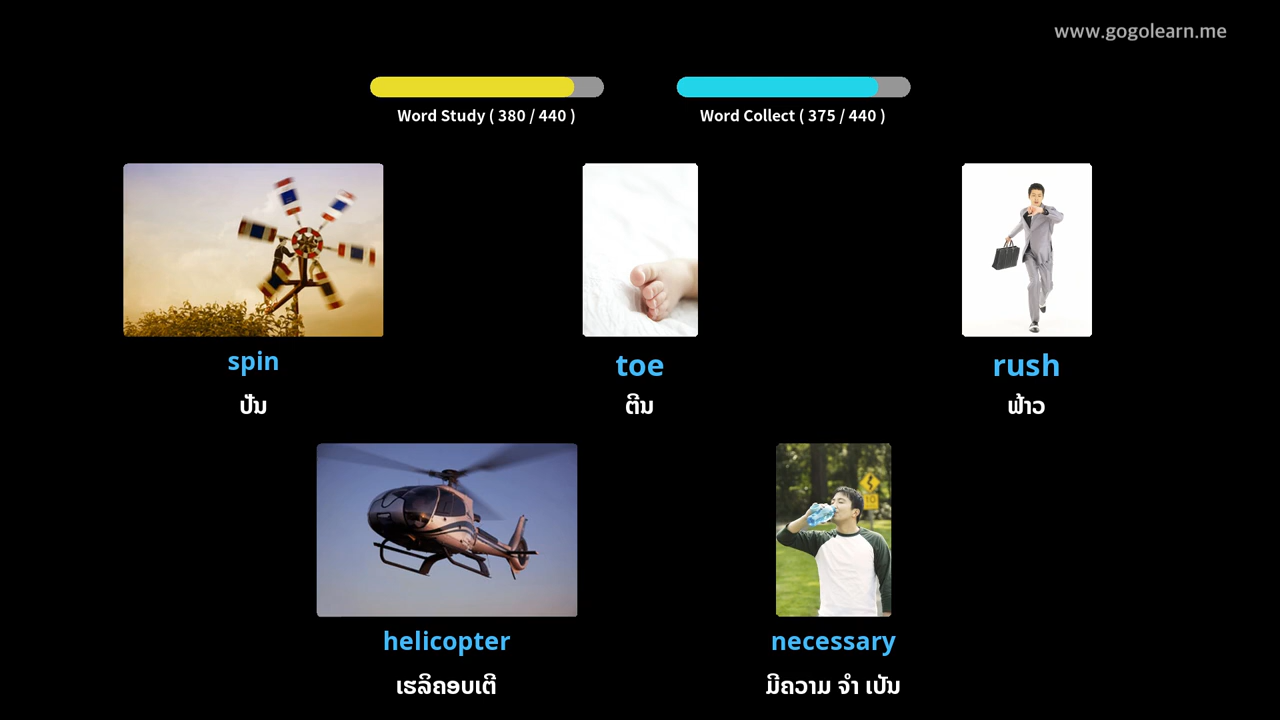 www.gogolearn.me
Word Study ( 380 / 440 )
Word Collect ( 375 / 440 )
spin
toe
rush
ປັ່ນ
ຕີນ
ຟ້າວ
helicopter
necessary
ເຮລິຄອບເຕີ
ມີຄວາມ ຈຳ ເປັນ